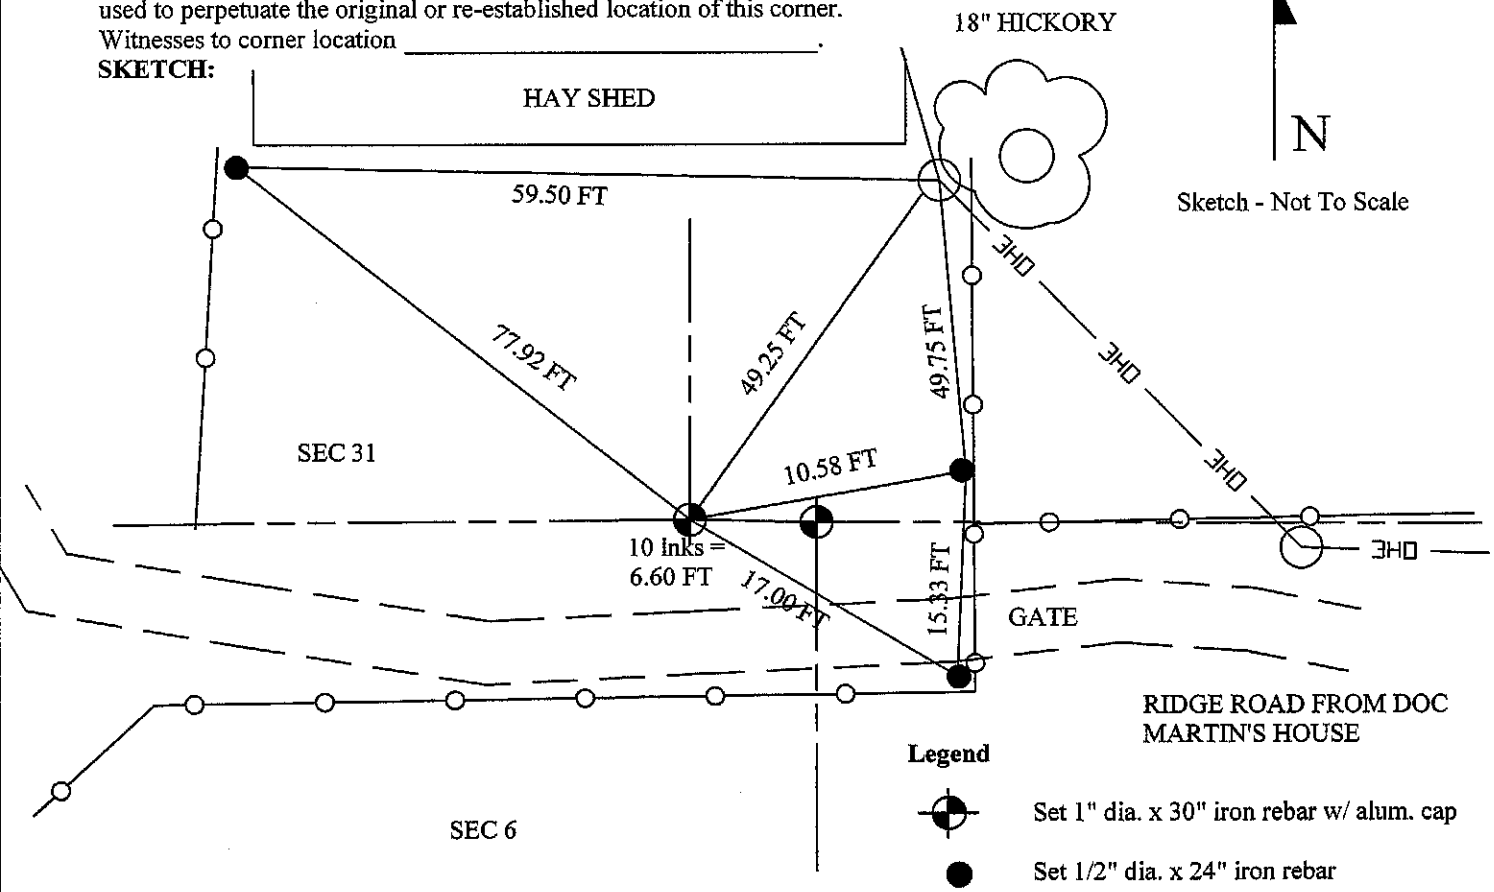 used to perpetuate the original or re-established location of this corner.
Witnesses to corner location ______________________.
SKETCH:
18" HICKORY
HAY SHED
N
59.50 FT
Sketch - Not To Scale
OHE
77.92 FT
49.25 FT
49.75 FT
OHE
SEC 31
10.58 FT
OHE
10 lnks =
6.60 FT
17.00 FT
15.33 FT
OHE
GATE
RIDGE ROAD FROM DOC
MARTIN'S HOUSE
Legend
Set 1" dia. x 30" iron rebar w/ alum. cap
SEC 6
Set 1/2" dia. x 24" iron rebar